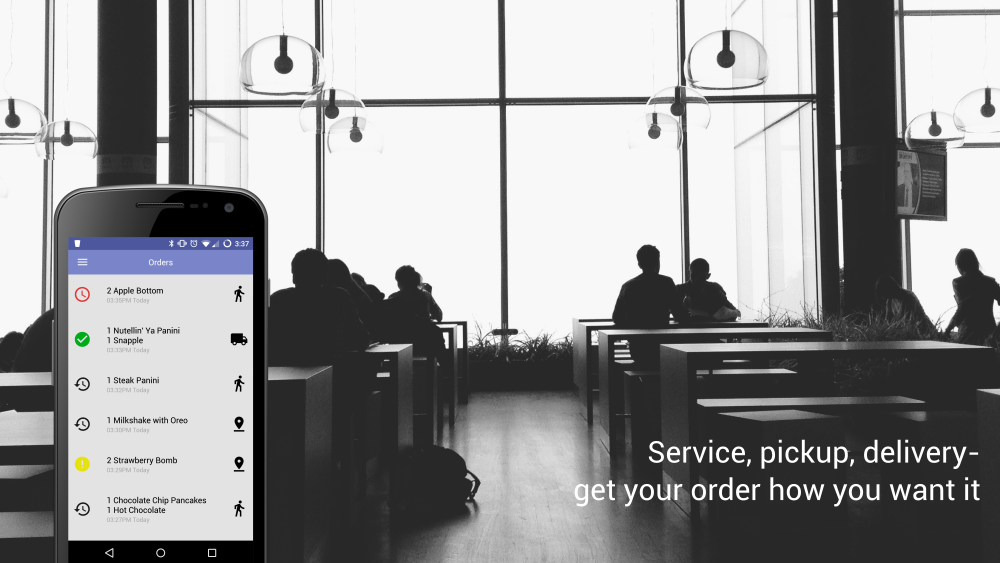 3:37
Orders
2 Apple Bottom
03:35PM Today
1 Nutellin' Ya Panini
1 Snapple
03:33PM Today
1 Steak Panini
03:32PM Today
1 Milkshake with Oreo
03:30PM Today
2 Strawberry Bomb
03:29PM Today
1 Chocolate Chip Pancakes
1 Hot Chocolate
03:27PM Today
Service, pickup, delivery-
get your order how you want it